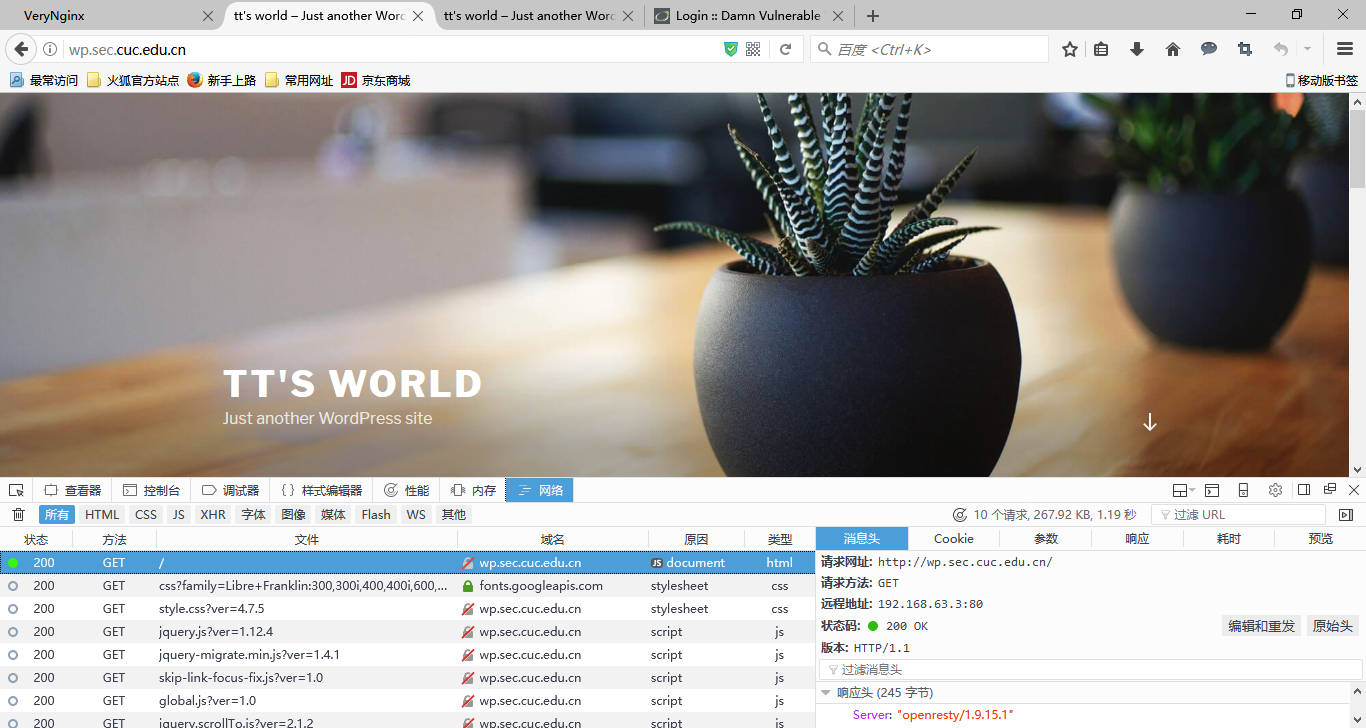 VeryNginx
tt's world – Just another Worc
tt's world – Just another Worc
Login :: Damn Vulnerable
wp.sec.cuc.edu.cn
百度 <Ctrl+K>
最常访问 火狐官方站点 新手上路 常用网址 JD 京东商城 移动版书签
TT'S WORLD
Just another WordPress site
查看器 控制台 调试器 {} 样式编辑器 性能 内存 网络
所有 HTML CSS JS XHR 字体 图像 媒体 Flash WS 其他 10 个请求, 267.92 KB, 1.19 秒 过滤 URL
状态 方法 文件 域名 原因 类型
200 GET / wp.sec.cuc.edu.cn JS document html
200 GET css?family=Libre+Franklin:300,300i,400,400i,600,... fonts.googleapis.com stylesheet css
200 GET style.css?ver=4.7.5 wp.sec.cuc.edu.cn stylesheet css
200 GET jquery.js?ver=1.12.4 wp.sec.cuc.edu.cn script js
200 GET jquery-migrate.min.js?ver=1.4.1 wp.sec.cuc.edu.cn script js
200 GET skip-link-focus-fix.js?ver=1.0 wp.sec.cuc.edu.cn script js
200 GET global.js?ver=1.0 wp.sec.cuc.edu.cn script js
200 GET jquery.scrollTo.js?ver=2.1.2 wp.sec.cuc.edu.cn script js
消息头 Cookie 参数 响应 耗时 预览
请求网址: http://wp.sec.cuc.edu.cn/
请求方法: GET
远程地址: 192.168.63.3:80
状态码: 200 OK 编辑和重发 原始头
版本: HTTP/1.1
过滤消息头
响应头 (245 字节)
Server: "openresty/1.9.15.1"